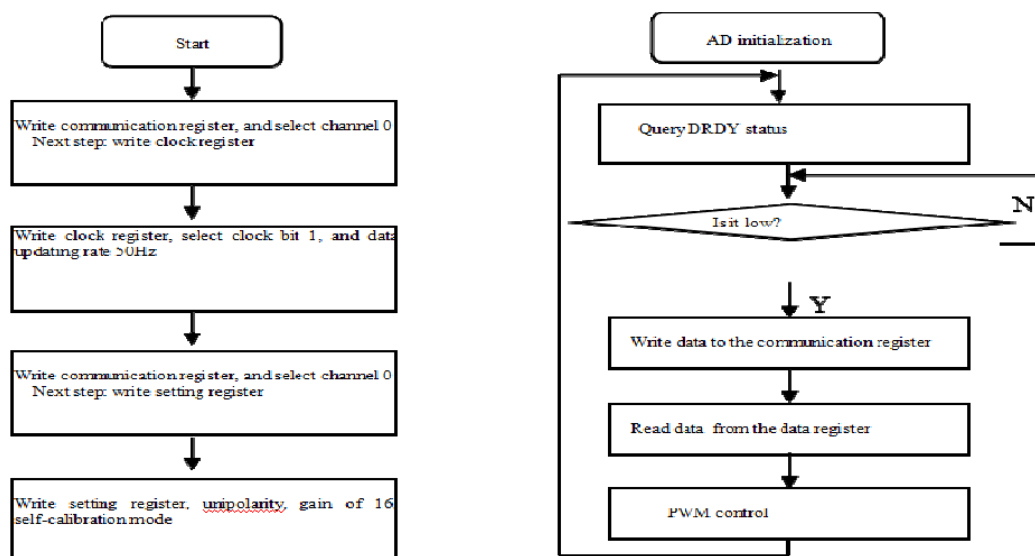 Start
Write communication register, and select channel 0
Next step: write clock register
Write clock register, select clock bit 1, and data
updating rate 50Hz
Write communication register, and select channel 0
Next step: write setting register
Write setting register, unipolarity, gain of 16
self-calibration mode
AD initialization
Query DRDY status
Is it low?
N
Y
Write data to the communication register
Read data from the data register
PWM control